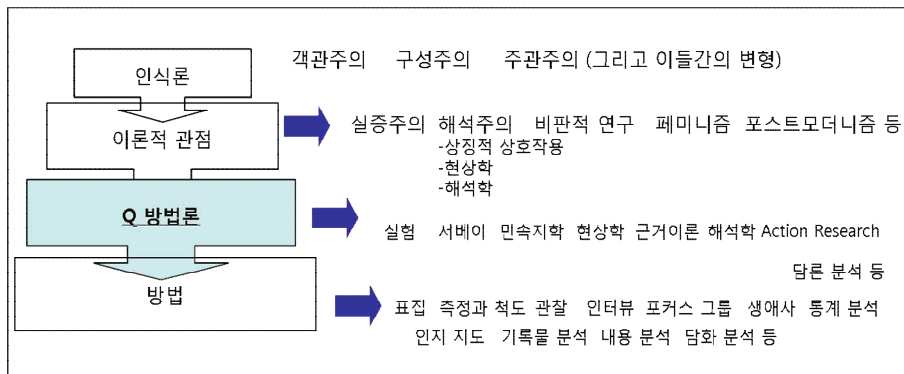 객관주의 구성주의 주관주의 (그리고 이들간의 변형)
인식론
이론적 관점
실증주의 해석주의 비판적 연구 페미니즘 포스트모더니즘 등
-상징적 상호작용
-현상학
-해석학
Q 방법론
실험 서베이 민속지학 현상학 근거이론 해석학 Action Research
담론 분석 등
방법
표집 측정과 척도 관찰 인터뷰 포커스 그룹 생애사 통계 분석
인지 지도 기록물 분석 내용 분석 담화 분석 등